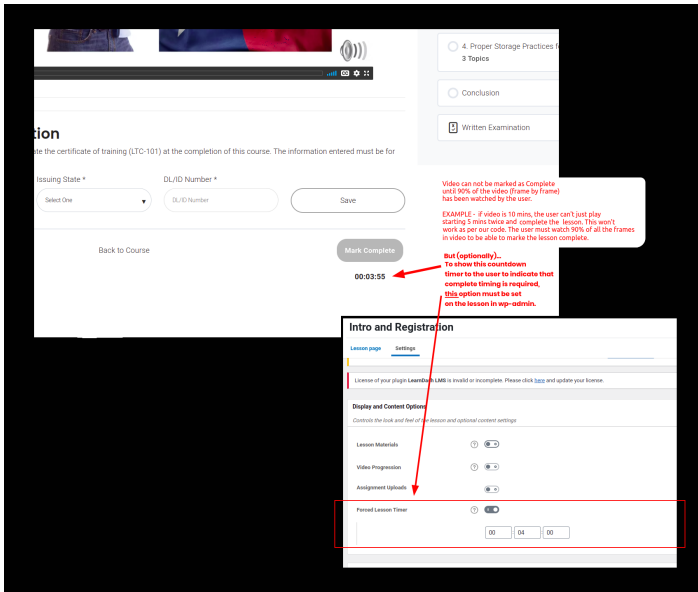 4. Proper Storage Practices f
3 Topics
CC
Conclusion
Written Examination
tion
ate the certificate of training (LTC-101) at the completion of this course. The information entered must be for
Issuing State *
DL/ID Number *
Select One
DL/ID Number
Save
Back to Course
Mark Complete
00:03:55
Video can not be marked as Complete
until 90% of the video (frame by frame)
has been watched by the user.
EXAMPLE - if video is 10 mins, the user can't just play
starting 5 mins twice and complete the lesson. This won't
work as per our code. The user must watch 90% of all the frames
in video to be able to marke the lesson complete.
But (optionally)...
To show this countdown
timer to the user to indicate that
complete timing is required,
this option must be set
on the lesson in wp-admin.
Intro and Registration
Lesson page
Settings
License of your plugin LearnDash LMS is invalid or incomplete. Please click here and update your license.
Display and Content Options
Controls the look and feel of the lesson and optional content settings
Lesson Materials
Video Progression
Assignment Uploads
Forced Lesson Timer
00 : 04 : 00